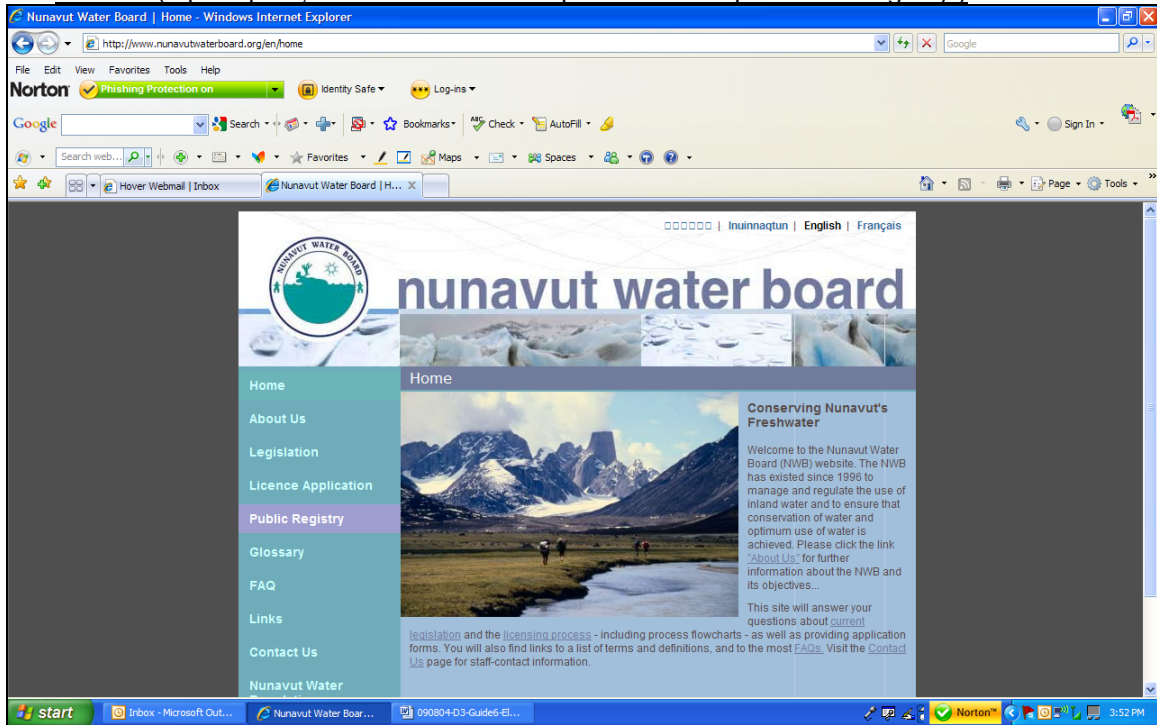 Nunavut Water Board | Home - Windows Internet Explorer
http://www.nunavutwaterboard.org/en/home
Google
File Edit View Favorites Tools Help
Norton Phishing Protection on Identity Safe Log-ins
Google Search Bookmarks Check AutoFill Sign In
Search web... Favorites Maps Spaces
Hover Webmail | Inbox Nunavut Water Board | H... Page Tools
| Inuinnaqtun | English | Français
NUNAVUT WATER BOARD
nunavut water board
Home
About Us
Legislation
Licence Application
Public Registry
Glossary
FAQ
Links
Contact Us
Nunavut Water
Home
Conserving Nunavut's
Freshwater
Welcome to the Nunavut Water
Board (NWB) website. The NWB
has existed since 1996 to
manage and regulate the use of
inland water and to ensure that
conservation of water and
optimum use of water is
achieved. Please click the link
"About Us" for further
information about the NWB and
its objectives...
This site will answer your
questions about current
legislation and the licensing process - including process flowcharts - as well as providing application
forms. You will also find links to a list of terms and definitions, and to the most FAQs. Visit the Contact
Us page for staff-contact information.
start Inbox - Microsoft Out... Nunavut Water Boar... 090804-D3-Guide6-El... Norton™ 3:52 PM